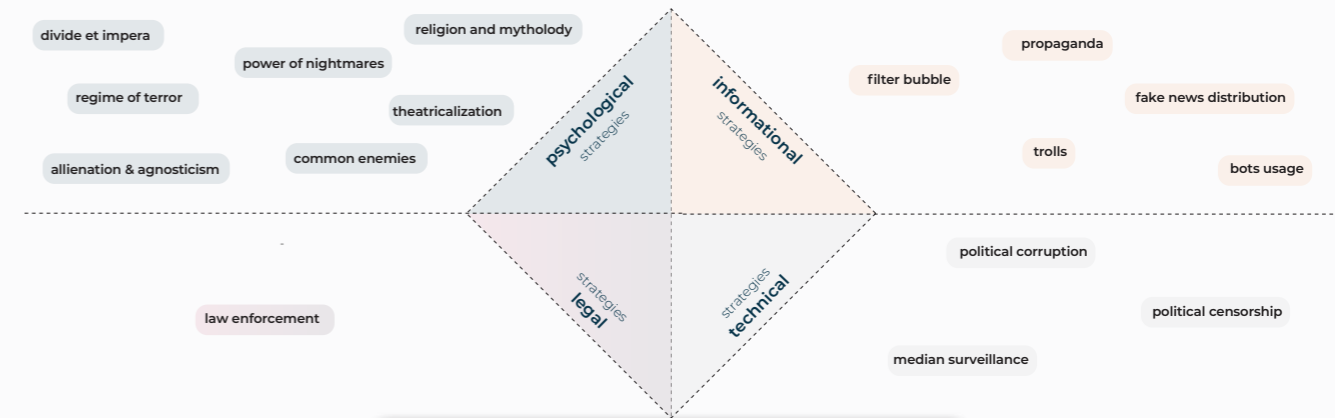 divide et impera
religion and mytholody
power of nightmares
regime of terror
theatricalization
common enemies
allienation & agnosticism
psychological
strategies
informational
strategies
propaganda
filter bubble
fake news distribution
trolls
bots usage
-
law enforcement
strategies
legal
strategies
technical
political corruption
political censorship
median surveillance